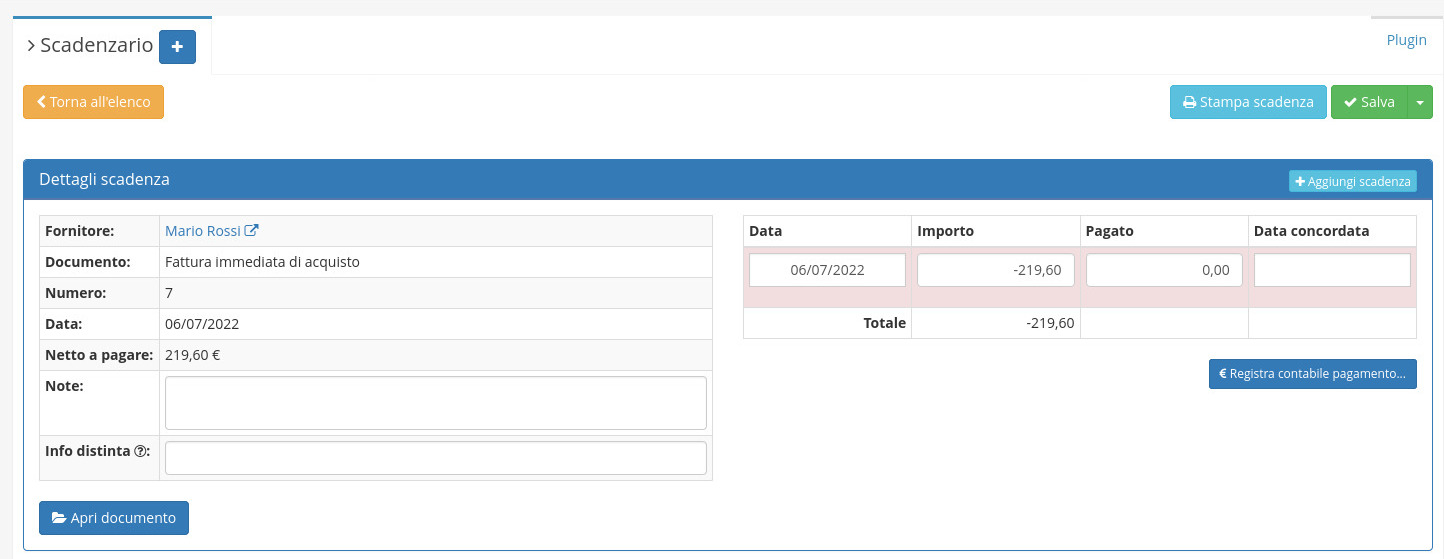 Scadenzario
Plugin
Torna all'elenco
Stampa scadenza
Salva
Dettagli scadenza
Aggiungi scadenza
Fornitore: Mario Rossi
Documento: Fattura immediata di acquisto
Numero: 7
Data: 06/07/2022
Netto a pagare: 219,60 €
Note:
Info distinta ?:
Apri documento
Data Importo Pagato Data concordata
06/07/2022 -219,60 0,00
Totale -219,60
€ Registra contabile pagamento...